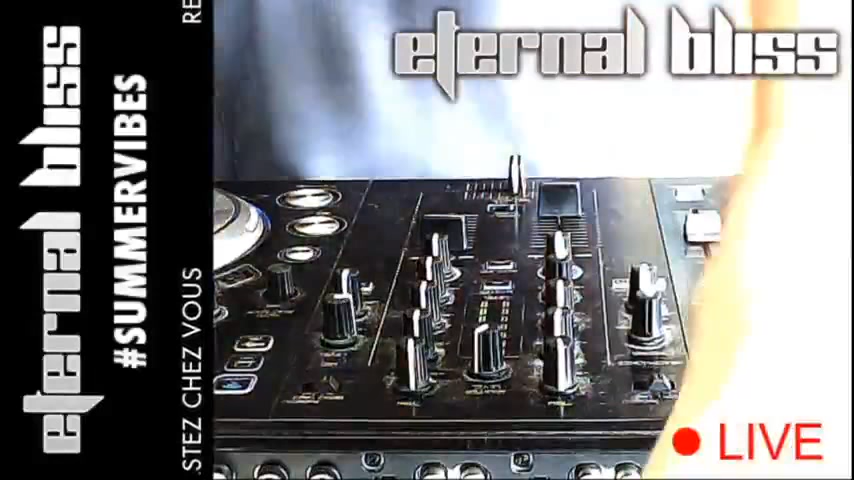 eternal bliss
#SUMMERVIBES
RE
.STEZ CHEZ VOUS
eternal bliss
LIVE